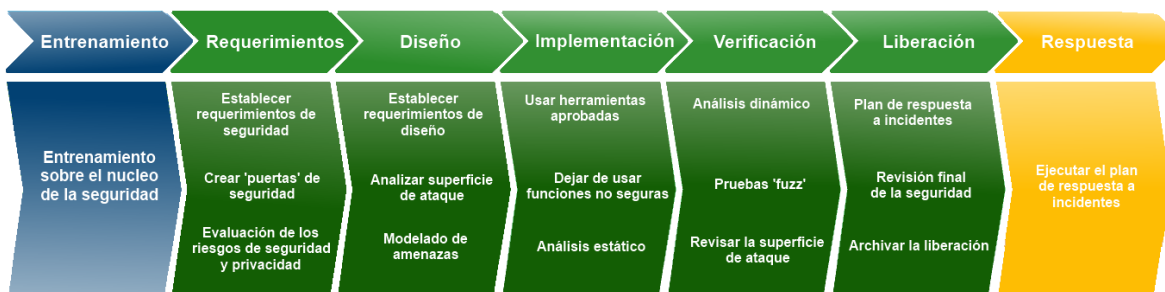 Entrenamiento
Requerimientos
Diseño
Implementación
Verificación
Liberación
Respuesta
Entrenamiento
sobre el nucleo
de la seguridad
Establecer
requerimientos de
seguridad
Crear 'puertas' de
seguridad
Evaluación de los
riesgos de seguridad
y privacidad
Establecer
requerimientos de
diseño
Analizar superficie
de ataque
Modelado de
amenazas
Usar herramientas
aprobadas
Dejar de usar
funciones no seguras
Análisis estático
Análisis dinámico
Pruebas 'fuzz'
Revisar la superficie
de ataque
Plan de respuesta
a incidentes
Revisión final
de la seguridad
Archivar la liberación
Ejecutar el plan
de respuesta a
incidentes